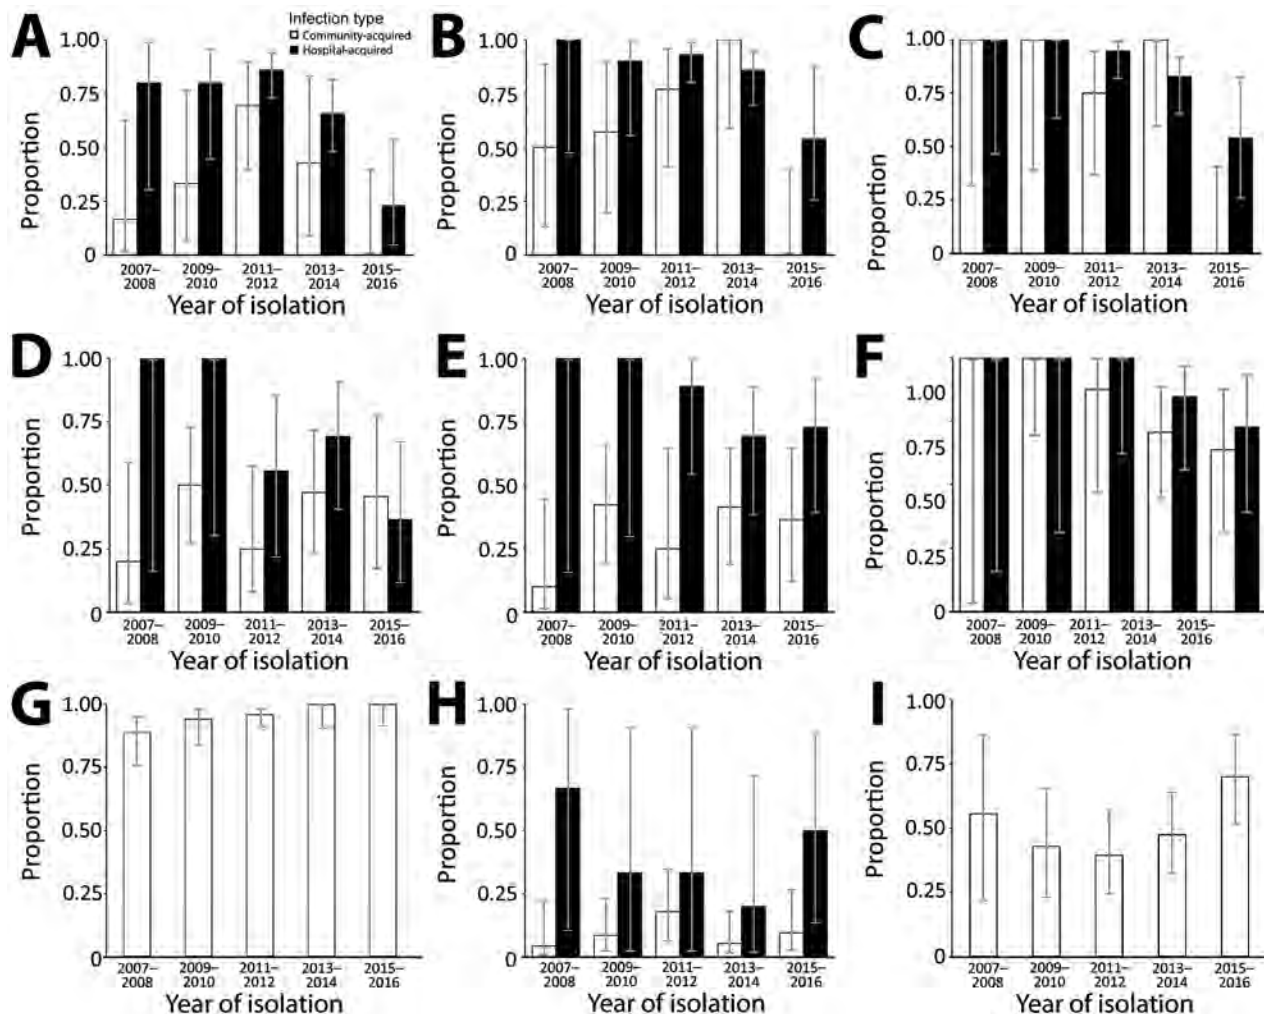 A
Infection type
Community-acquired
Hospital-acquired
1.00
0.75
0.50
0.25
0
Proportion
2007– 2009– 2011– 2013– 2015–
2008 2010 2012 2014 2016
Year of isolation
B
1.00
0.75
0.50
0.25
0
Proportion
2007– 2009– 2011– 2013– 2015–
2008 2010 2012 2014 2016
Year of isolation
C
1.00
0.75
0.50
0.25
0
Proportion
2007– 2009– 2011– 2013– 2015–
2008 2010 2012 2014 2016
Year of isolation
D
1.00
0.75
0.50
0.25
0
Proportion
2007– 2009– 2011– 2013– 2015–
2008 2010 2012 2014 2016
Year of isolation
E
1.00
0.75
0.50
0.25
0
Proportion
2007– 2009– 2011– 2013– 2015–
2008 2010 2012 2014 2016
Year of isolation
F
1.00
0.75
0.50
0.25
0
Proportion
2007– 2009– 2011– 2013– 2015–
2008 2010 2012 2014 2016
Year of isolation
G
1.00
0.75
0.50
0.25
0
Proportion
2007– 2009– 2011– 2013– 2015–
2008 2010 2012 2014 2016
Year of isolation
H
1.00
0.75
0.50
0.25
0
Proportion
2007– 2009– 2011– 2013– 2015–
2008 2010 2012 2014 2016
Year of isolation
I
1.00
0.75
0.50
0.25
0
Proportion
2007– 2009– 2011– 2013– 2015–
2008 2010 2012 2014 2016
Year of isolation